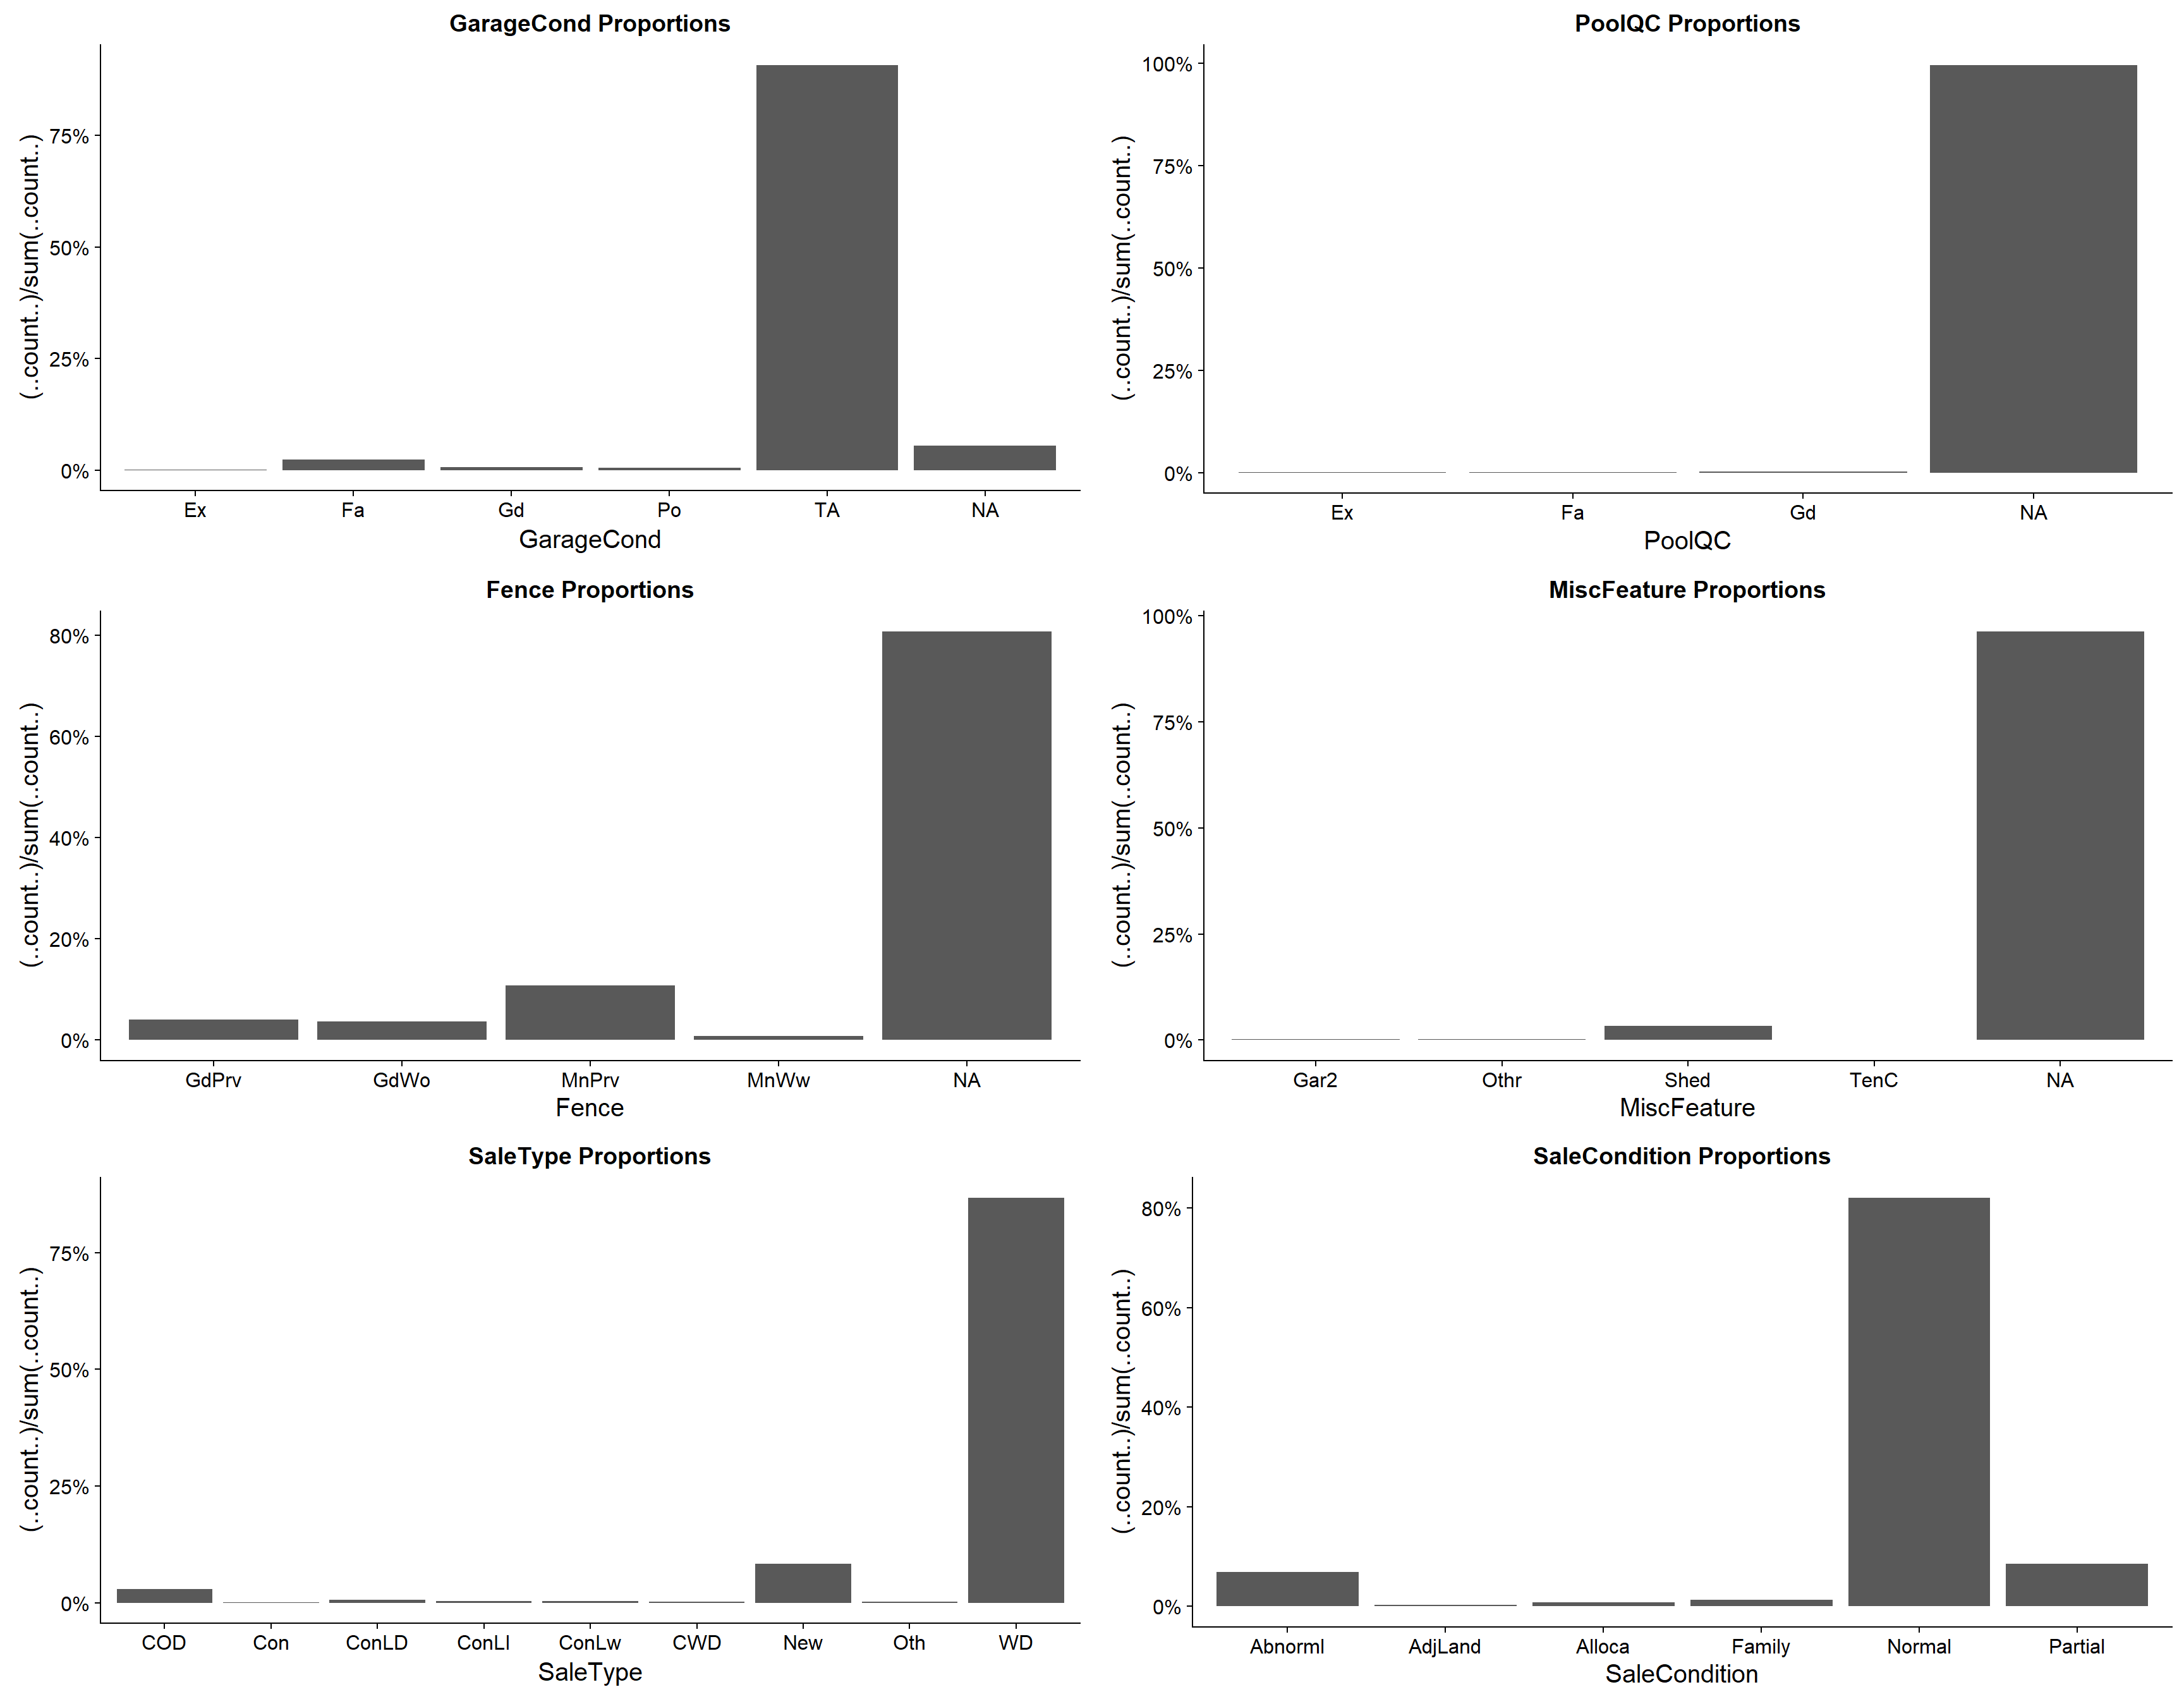 GarageCond Proportions
(..count..)/sum(..count..)
75%
50%
25%
0%
Ex Fa Gd Po TA NA
GarageCond
PoolQC Proportions
(..count..)/sum(..count..)
100%
75%
50%
25%
0%
Ex Fa Gd NA
PoolQC
Fence Proportions
(..count..)/sum(..count..)
80%
60%
40%
20%
0%
GdPrv GdWo MnPrv MnWw NA
Fence
MiscFeature Proportions
(..count..)/sum(..count..)
100%
75%
50%
25%
0%
Gar2 Othr Shed TenC NA
MiscFeature
SaleType Proportions
(..count..)/sum(..count..)
75%
50%
25%
0%
COD Con ConLD ConLI ConLw CWD New Oth WD
SaleType
SaleCondition Proportions
(..count..)/sum(..count..)
80%
60%
40%
20%
0%
Abnorml AdjLand Alloca Family Normal Partial
SaleCondition